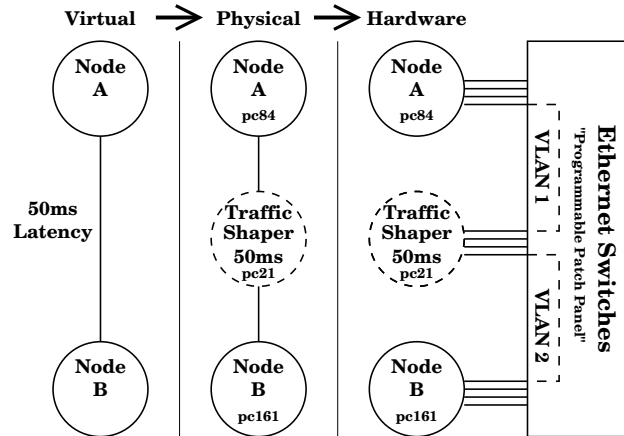 Virtual
Physical
Hardware
Node
A
Node
A
pc84
Node
A
pc84
50ms
Latency
Traffic
Shaper
50ms
pc21
Traffic
Shaper
50ms
pc21
Node
B
Node
B
pc161
Node
B
pc161
VLAN 1
VLAN 2
"Programmable Patch Panel"
Ethernet Switches